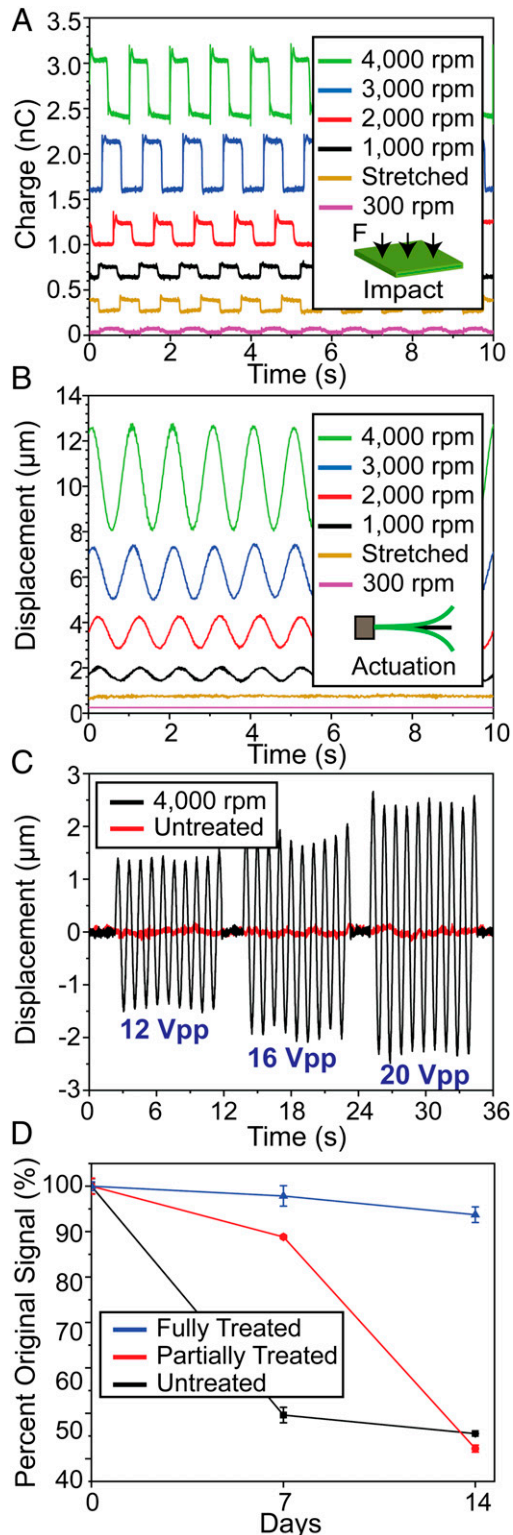 A
Charge (nC)
3.5
3.0
2.5
2.0
1.5
1.0
0.5
0
4,000 rpm
3,000 rpm
2,000 rpm
1,000 rpm
Stretched
300 rpm
F
Impact
0 2 4 6 8 10
Time (s)
B
Displacement (μm)
14
12
10
8
6
4
2
0
4,000 rpm
3,000 rpm
2,000 rpm
1,000 rpm
Stretched
300 rpm
Actuation
0 2 4 6 8 10
Time (s)
C
Displacement (μm)
3
2
1
0
-1
-2
-3
4,000 rpm
Untreated
12 Vpp
16 Vpp
20 Vpp
0 6 12 18 24 30 36
Time (s)
D
Percent Original Signal (%)
100
90
80
70
60
50
40
Fully Treated
Partially Treated
Untreated
0 7 14
Days